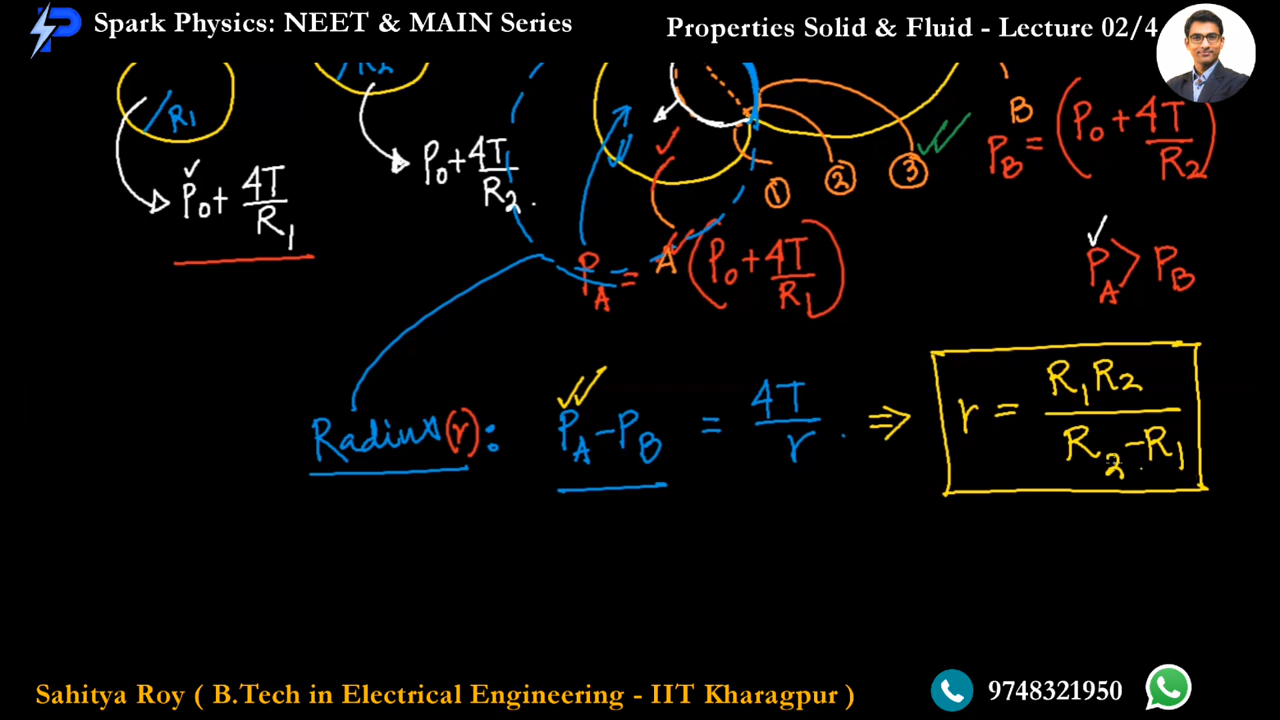 Spark Physics: NEET & MAIN Series
Properties Solid & Fluid - Lecture 02/4
R1
R2
P0 + 4T/R1
P0 + 4T/R2 .
1 2 3
B
PB = (P0 + 4T/R2)
A
PA = (P0 + 4T/R1)
PA > PB
Radius (r) : PA - PB = 4T/r . ⇒ r = R1R2/(R2 - R1)
Sahitya Roy ( B.Tech in Electrical Engineering - IIT Kharagpur )
9748321950